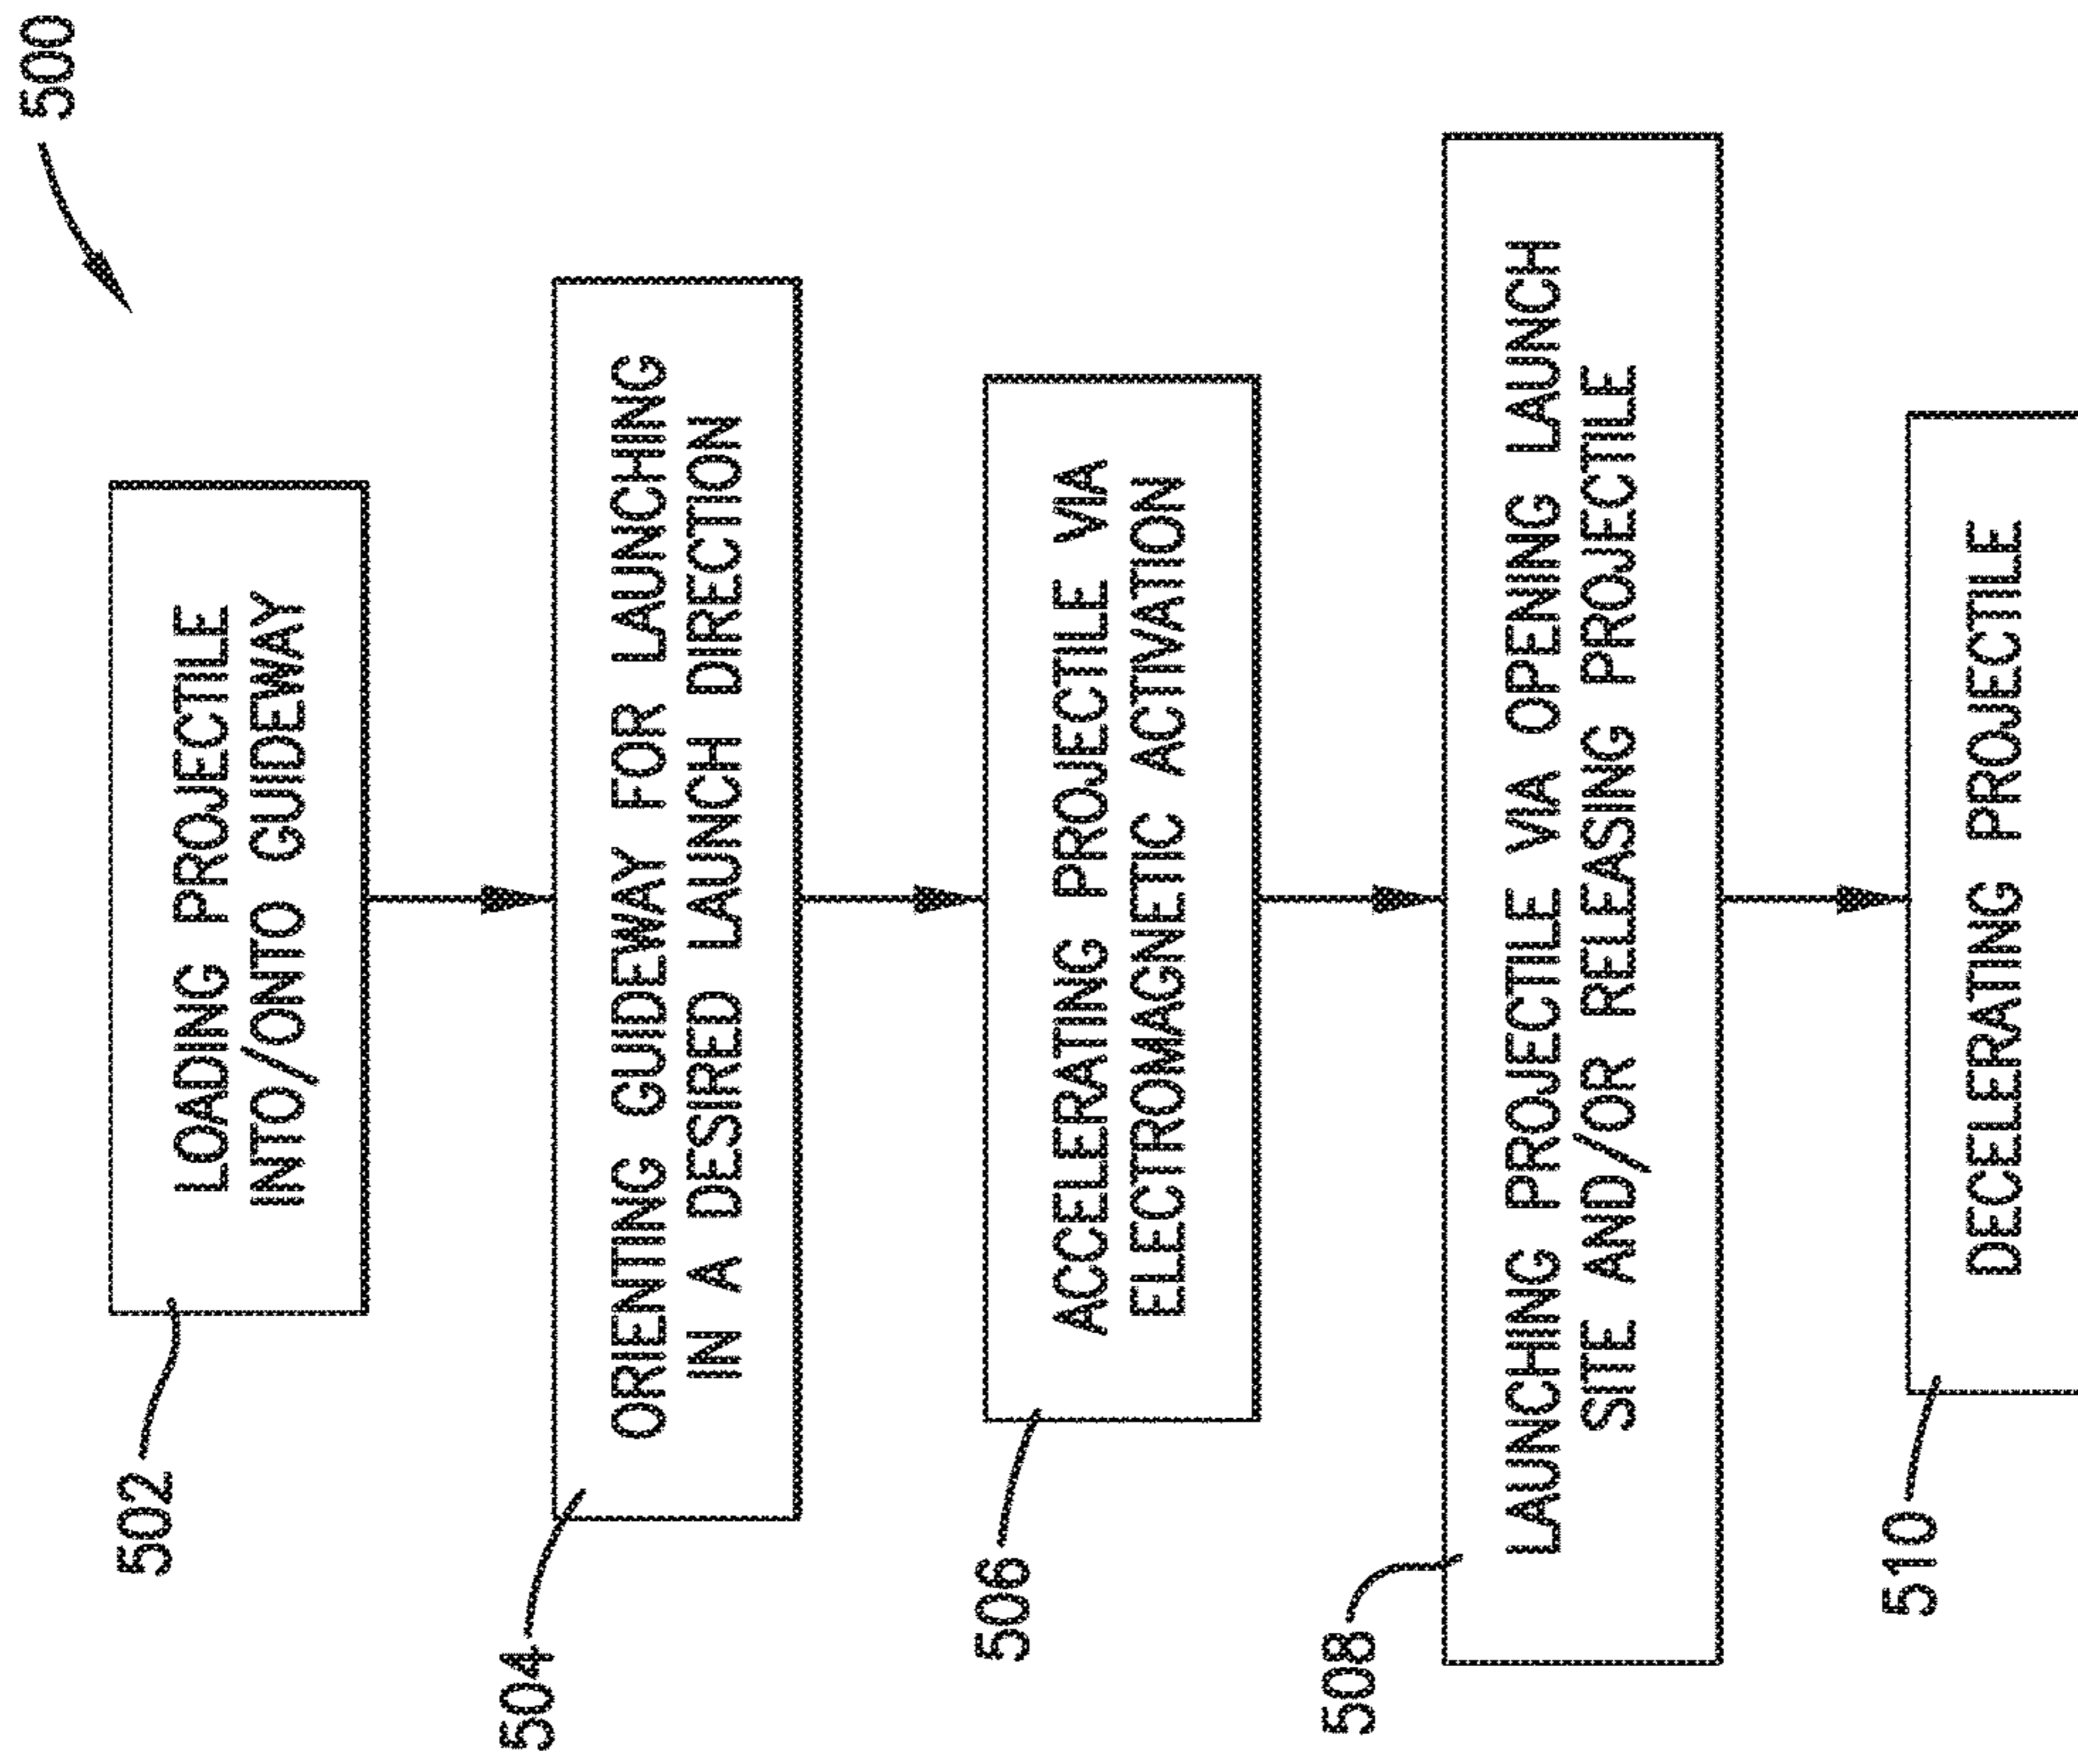 500
502
LOADING PROJECTILE
INTO/ONTO GUIDEWAY
504
ORIENTING GUIDEWAY FOR LAUNCHING
IN A DESIRED LAUNCH DIRECTION
506
ACCELERATING PROJECTILE VIA
ELECTROMAGNETIC ACTIVATION
508
LAUNCHING PROJECTILE VIA OPENING LAUNCH
SITE AND/OR RELEASING PROJECTILE
510
DECELERATING PROJECTILE